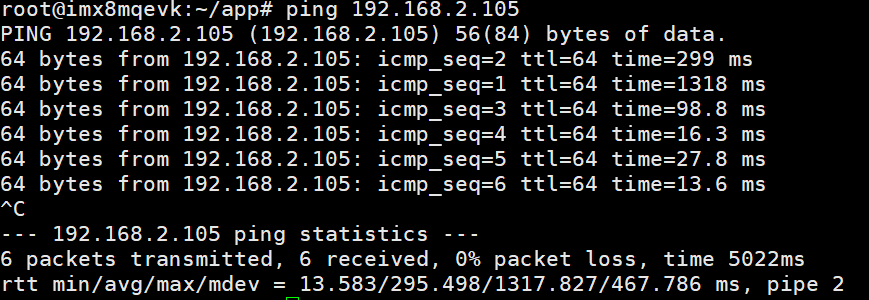 root@imx8mqevk:~/app# ping 192.168.2.105
PING 192.168.2.105 (192.168.2.105) 56(84) bytes of data.
64 bytes from 192.168.2.105: icmp_seq=2 ttl=64 time=299 ms
64 bytes from 192.168.2.105: icmp_seq=1 ttl=64 time=1318 ms
64 bytes from 192.168.2.105: icmp_seq=3 ttl=64 time=98.8 ms
64 bytes from 192.168.2.105: icmp_seq=4 ttl=64 time=16.3 ms
64 bytes from 192.168.2.105: icmp_seq=5 ttl=64 time=27.8 ms
64 bytes from 192.168.2.105: icmp_seq=6 ttl=64 time=13.6 ms
^C
--- 192.168.2.105 ping statistics ---
6 packets transmitted, 6 received, 0% packet loss, time 5022ms
rtt min/avg/max/mdev = 13.583/295.498/1317.827/467.786 ms, pipe 2